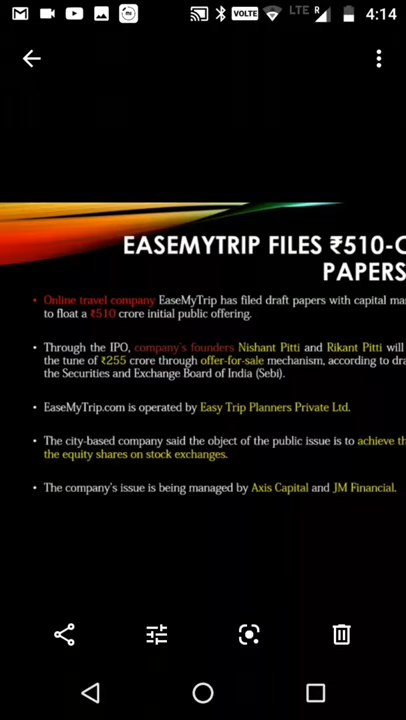 VOLTE LTE R 4:14
EASEMYTRIP FILES ₹510-C
PAPERS
• Online travel company EaseMyTrip has filed draft papers with capital mar
to float a ₹510 crore initial public offering.
• Through the IPO, company's founders Nishant Pitti and Rikant Pitti will
the tune of ₹255 crore through offer-for-sale mechanism, according to dra
the Securities and Exchange Board of India (Sebi).
• EaseMyTrip.com is operated by Easy Trip Planners Private Ltd.
• The city-based company said the object of the public issue is to achieve th
the equity shares on stock exchanges.
• The company's issue is being managed by Axis Capital and JM Financial.